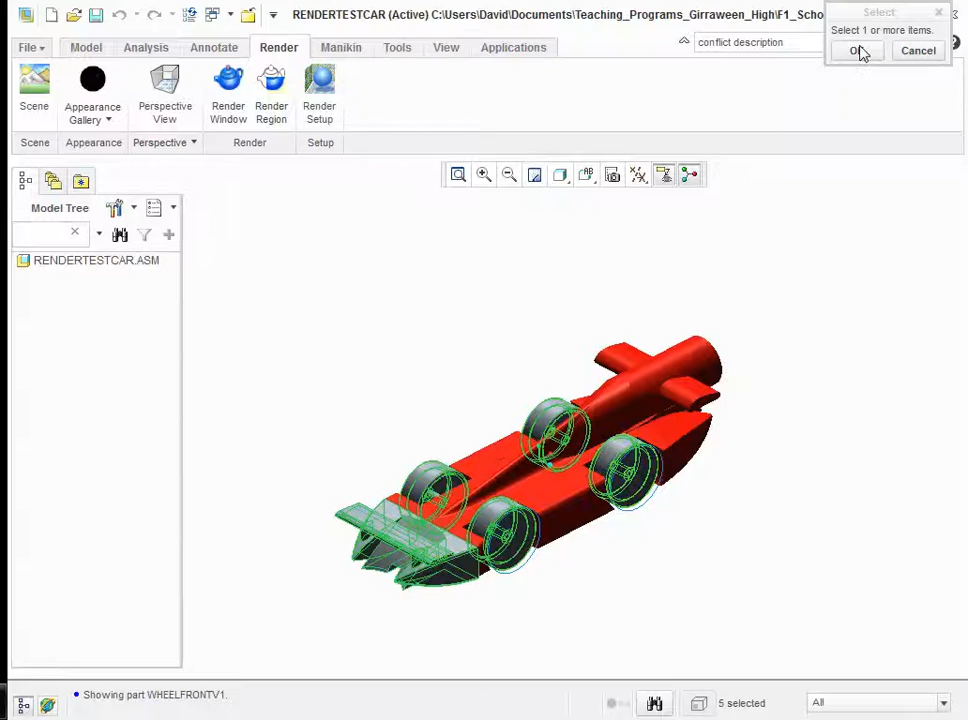 RENDERTESTCAR (Active) C:\Users\David\Documents\Teaching_Programs_Girraween_High\F1_Scho
Select
Select 1 or more items.
Cancel
File
Model
Analysis
Annotate
Render
Manikin
Tools
View
Applications
conflict description
Scene
Appearance Gallery
Perspective View
Render Window
Render Region
Render Setup
Scene
Appearance
Perspective
Render
Setup
Model Tree
RENDERTESTCAR.ASM
Showing part WHEELFRONTV1.
5 selected
All